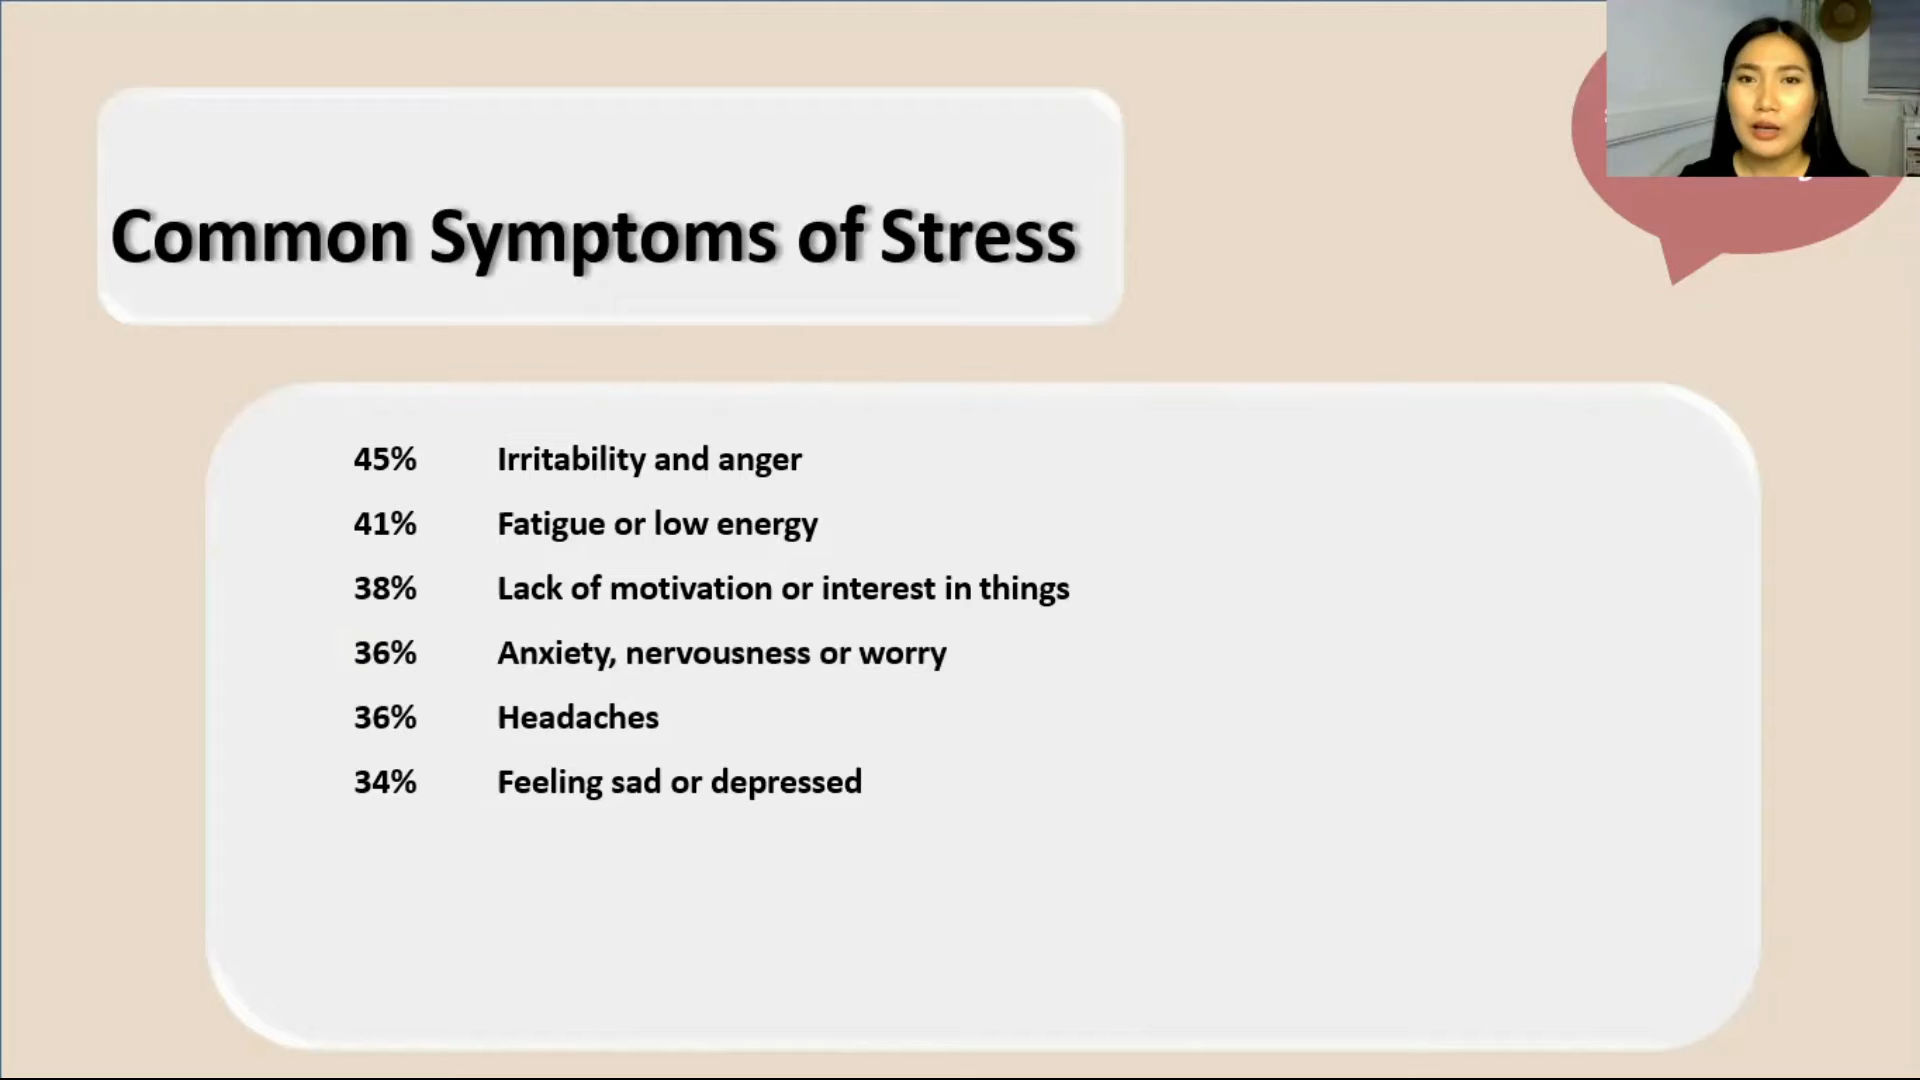 Common Symptoms of Stress
45% Irritability and anger
41% Fatigue or low energy
38% Lack of motivation or interest in things
36% Anxiety, nervousness or worry
36% Headaches
34% Feeling sad or depressed